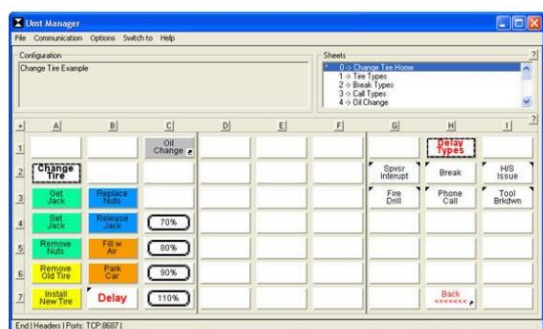 Umt Manager
File Communication Options Switch to Help
Configuration
Change Tire Example
Sheets
?
* 0 -> Change Tire Home
1 -> Tire Types
2 -> Break Types
3 -> Call Types
4 -> Oil Change
+ A B C D E F G H I ?
1 Oil Change Delay Types
2 Change Tire Spvsr Interupt Break H/S Issue
3 Get Jack Replace Nuts Fire Drill Phone Call Tool Brkdwn
4 Set Jack Release Jack 70%
5 Remove Nuts Fill w Air 80%
6 Remove Old Tire Park Car 90%
7 Install New Tire Delay 110% Back <<<<<<<
End | Headers | Ports: TCP:8687 |